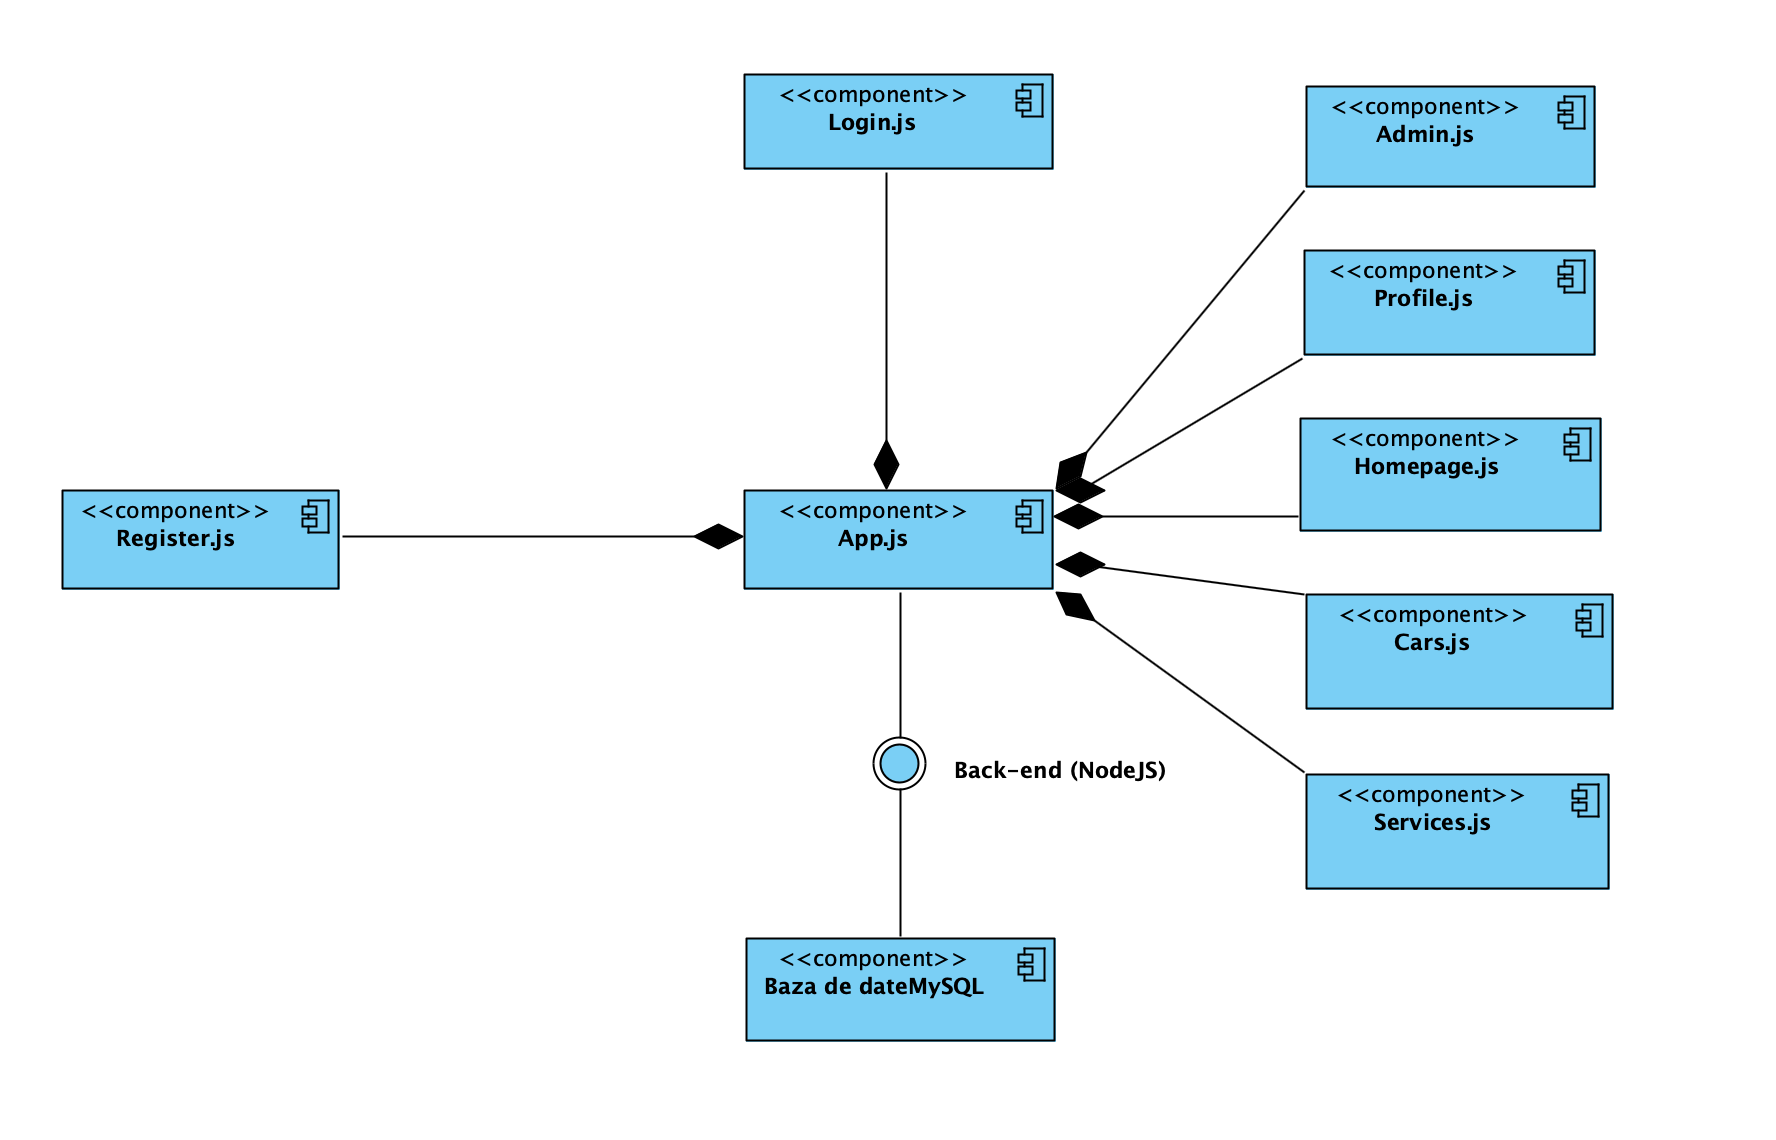 <<component>>
Login.js
<<component>>
Admin.js
<<component>>
Profile.js
<<component>>
Homepage.js
<<component>>
Register.js
<<component>>
App.js
<<component>>
Cars.js
Back-end (NodeJS)
<<component>>
Services.js
<<component>>
Baza de dateMySQL